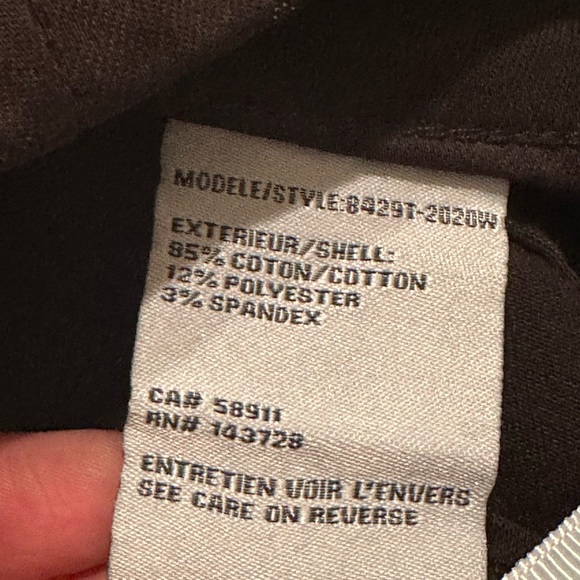 MODELE/STYLE:8429T-2020W
EXTERIEUR/SHELL:
85% COTON/COTTON
12% POLYESTER
3% SPANDEX
CA# 58911
RN# 143728
ENTRETIEN VOIR L'ENVERS
SEE CARE ON REVERSE